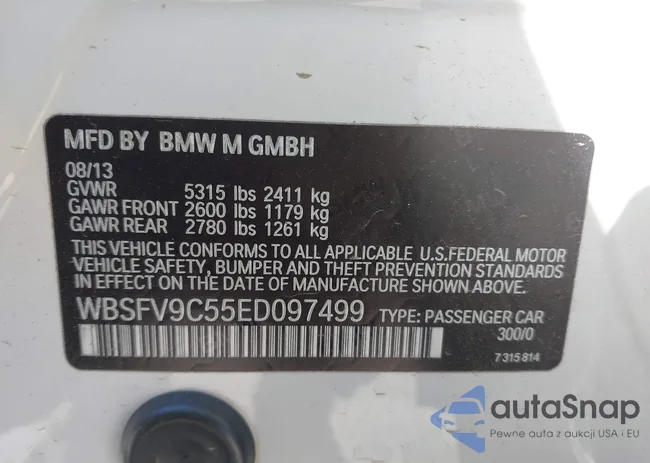 MFD BY BMW M GMBH
08/13
GVWR 5315 lbs 2411 kg
GAWR FRONT 2600 lbs 1179 kg
GAWR REAR 2780 lbs 1261 kg
THIS VEHICLE CONFORMS TO ALL APPLICABLE U.S.FEDERAL MOTOR
VEHICLE SAFETY, BUMPER AND THEFT PREVENTION STANDARDS
IN EFFECT ON THE DATE OF MANUFACTURE SHOWN ABOVE.
WBSFV9C55ED097499 TYPE: PASSENGER CAR
300/0
7 315 814
autoSnap
Pewne auta z aukcji USA i EU